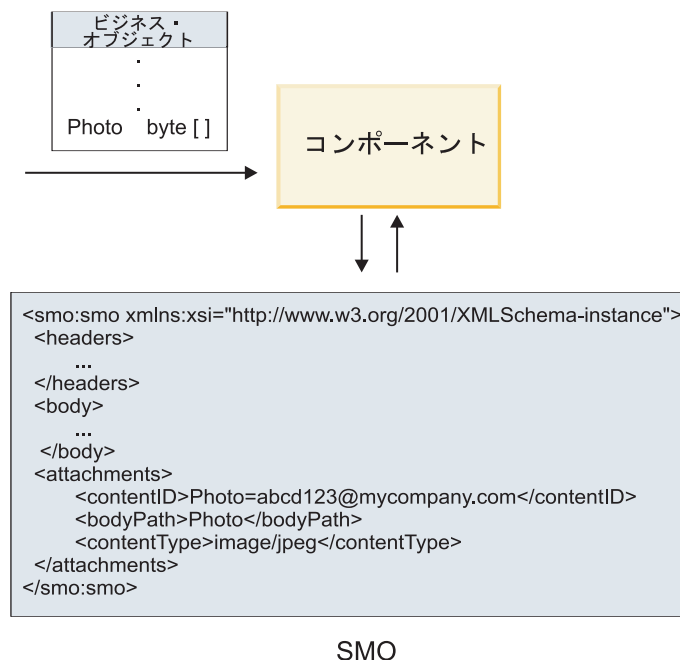 ビジネス・
オブジェクト
.
.
.
Photo byte [ ]
コンポーネント
<smo:smo xmlns:xsi="http://www.w3.org/2001/XMLSchema-instance">
<headers>
...
</headers>
<body>
...
</body>
<attachments>
<contentID>Photo=abcd123@mycompany.com</contentID>
<bodyPath>Photo</bodyPath>
<contentType>image/jpeg</contentType>
</attachments>
</smo:smo>
SMO